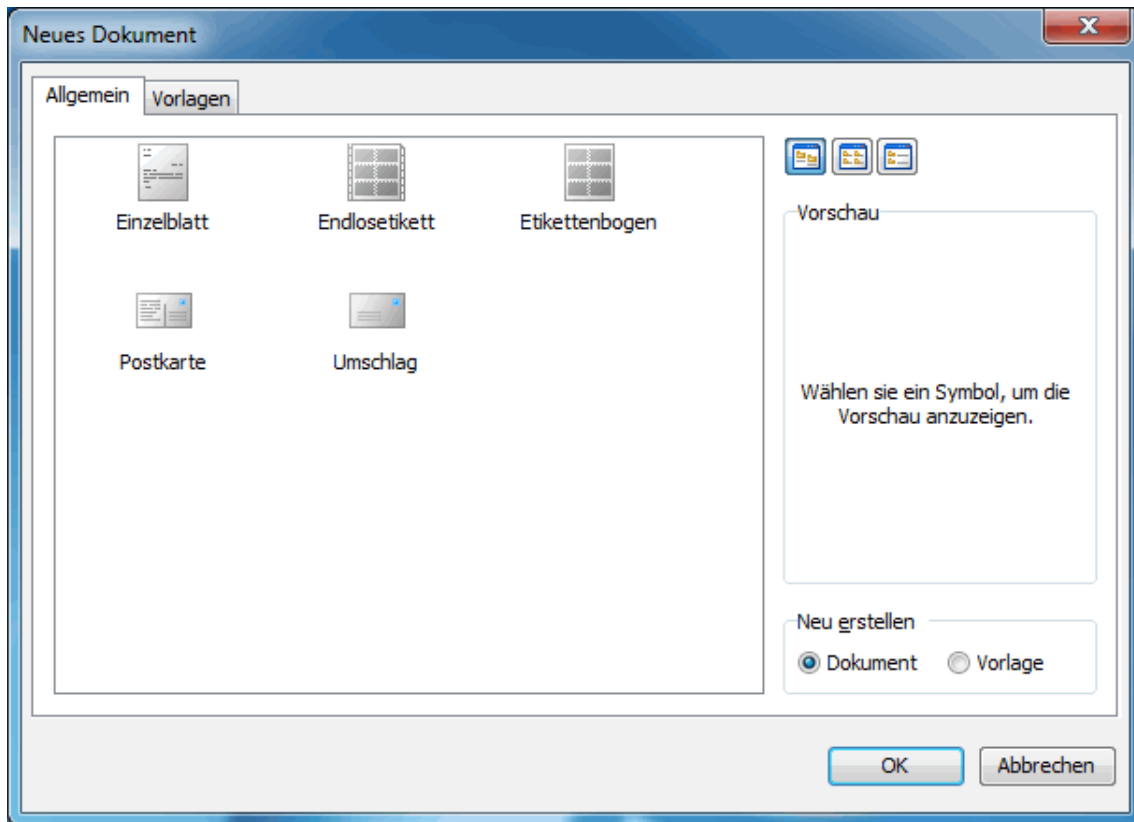 Neues Dokument
Allgemein Vorlagen
Einzelblatt Endlosetikett Etikettenbogen
Postkarte Umschlag
Vorschau
Wählen sie ein Symbol, um die
Vorschau anzuzeigen.
Neu erstellen
Dokument Vorlage
OK Abbrechen